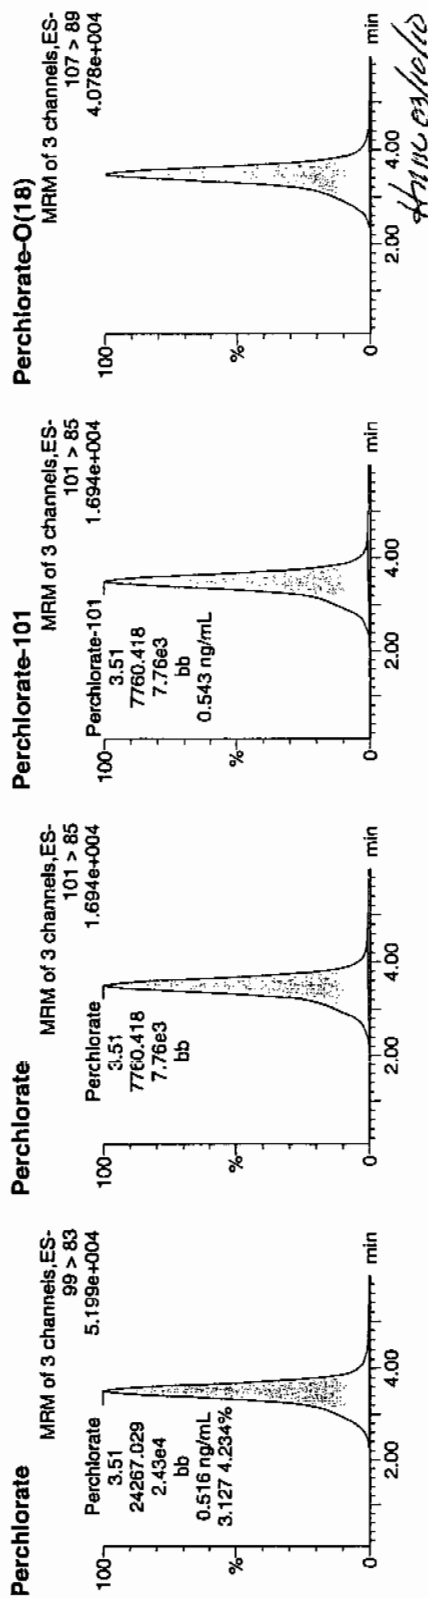 Perchlorate
MRM of 3 channels,ES-
99 > 83
5.199e+004
100
Perchlorate
3.51
24267.029
2.43e4
bb
0.516 ng/mL
3.127 4.234%
%
0
2.00
4.00
min
Perchlorate
MRM of 3 channels,ES-
101 > 85
1.694e+004
100
Perchlorate
3.51
7760.418
7.76e3
bb
%
0
2.00
4.00
min
Perchlorate-101
MRM of 3 channels,ES-
101 > 85
1.694e+004
100
Perchlorate-101
3.51
7760.418
7.76e3
bb
0.543 ng/mL
%
0
2.00
4.00
min
Perchlorate-O(18)
MRM of 3 channels,ES-
107 > 89
4.078e+004
100
%
0
2.00
4.00
min
03/10/10